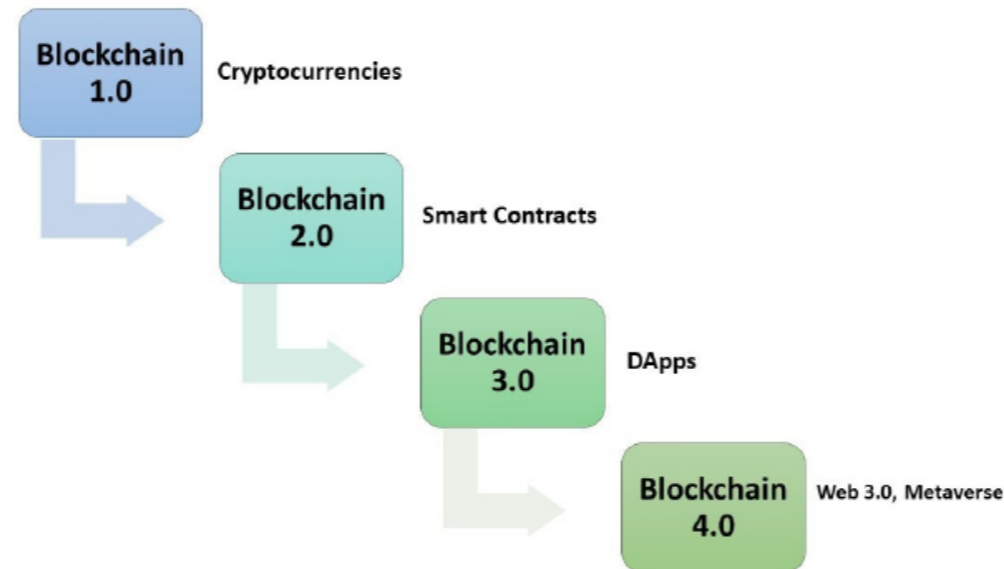 Blockchain
1.0
Cryptocurrencies
Blockchain
2.0
Smart Contracts
Blockchain
3.0
DApps
Blockchain
4.0
Web 3.0, Metaverse